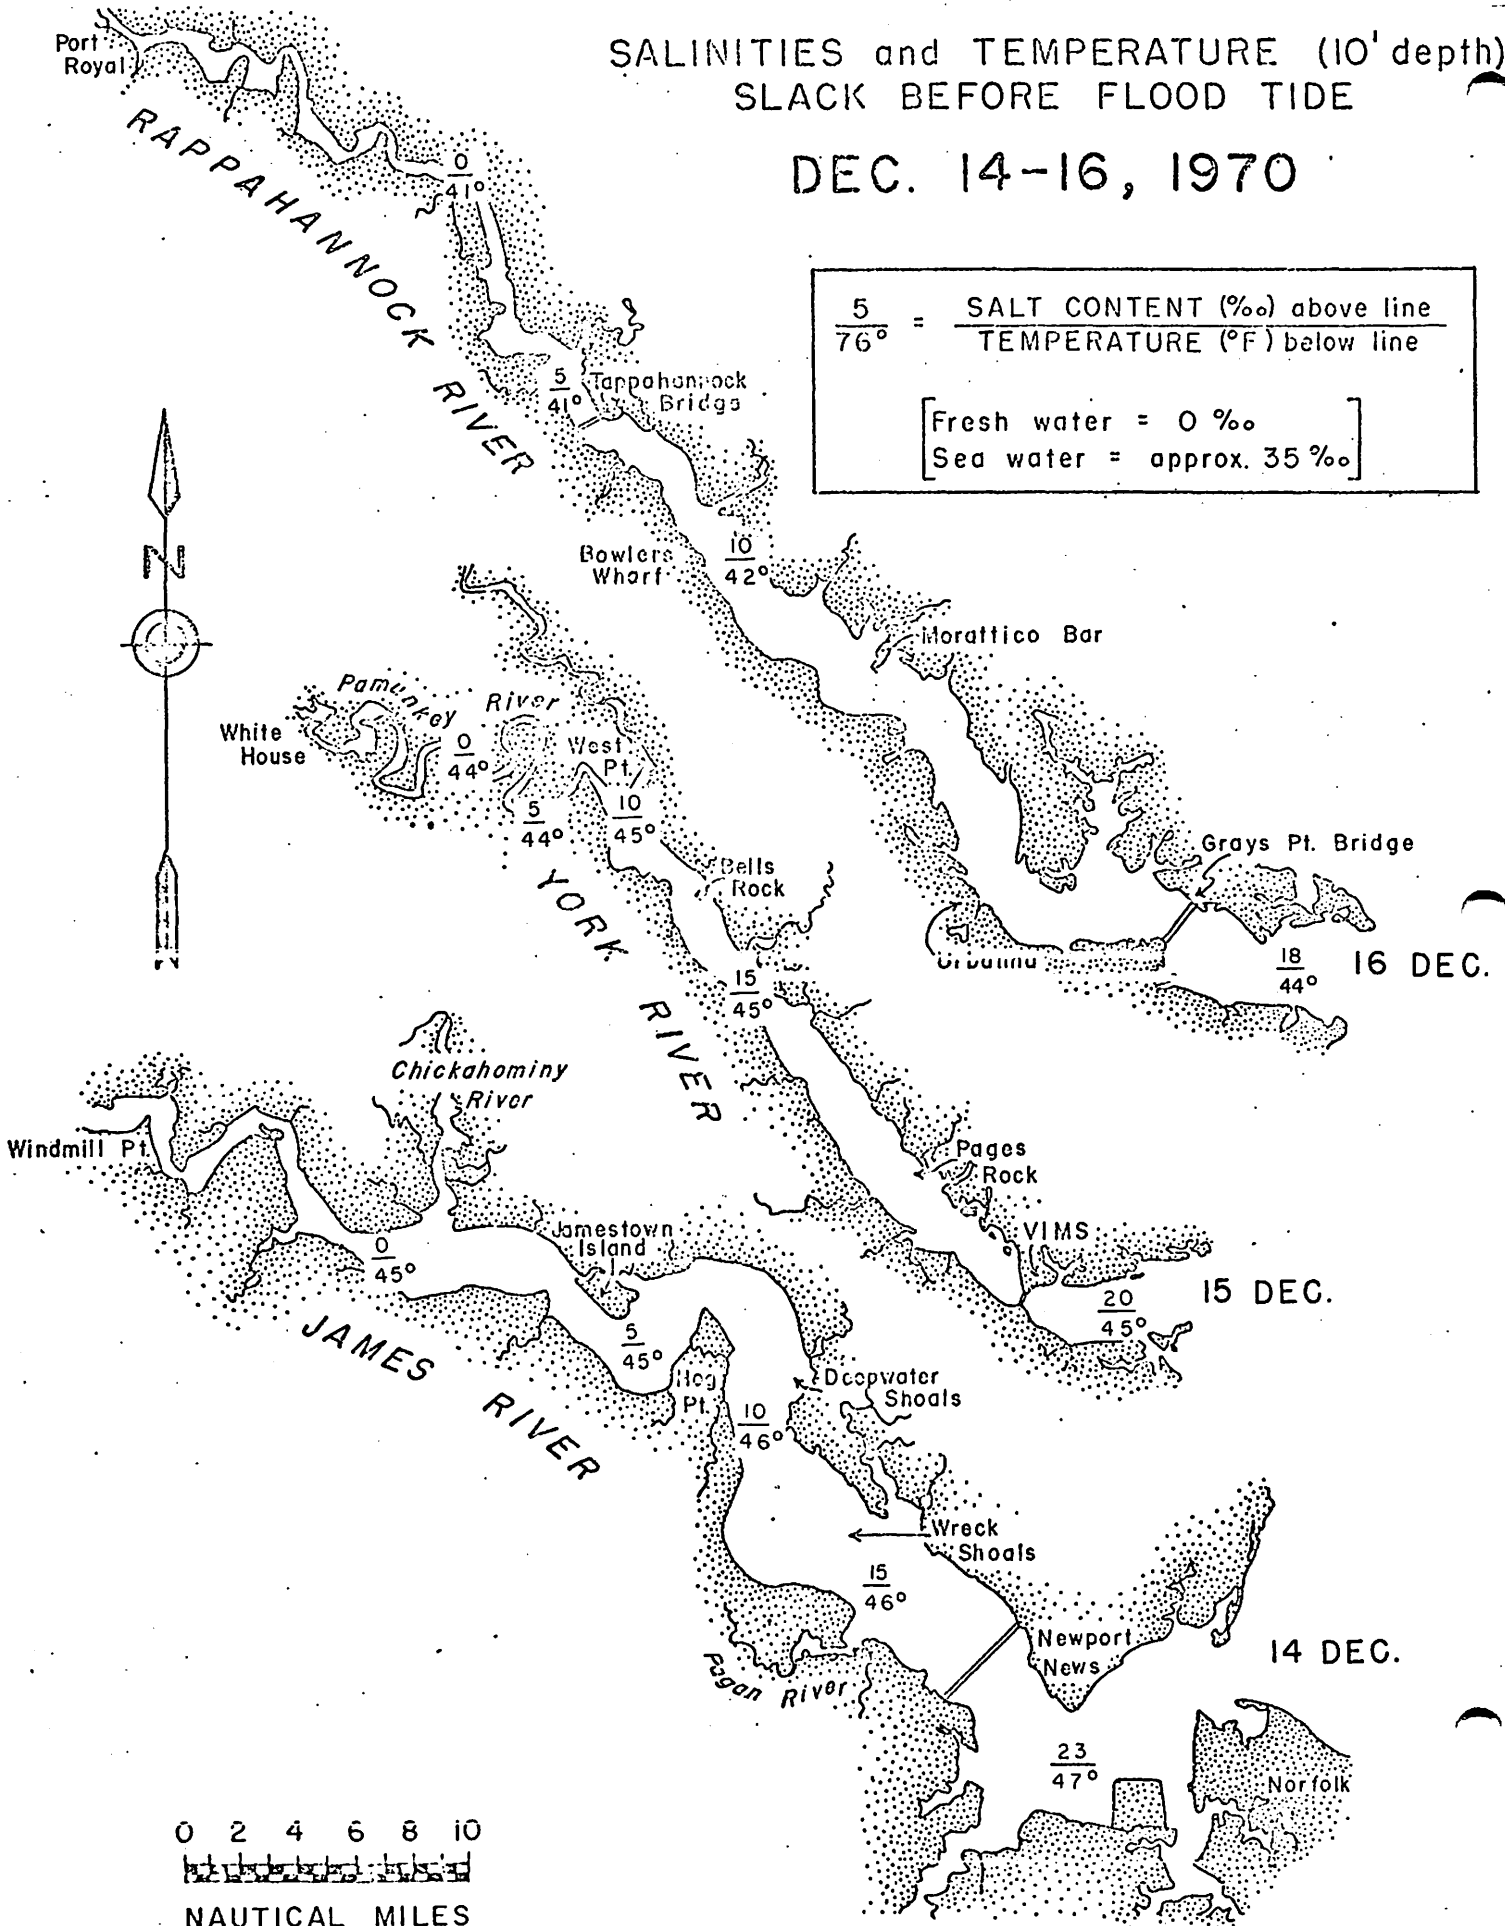 SALINITIES and TEMPERATURE (10' depth)
SLACK BEFORE FLOOD TIDE
DEC. 14-16, 1970
5 = SALT CONTENT (‰) above line
76° TEMPERATURE (°F) below line
[Fresh water = 0 ‰
Sea water = approx. 35 ‰]
Port
Royal
RAPPAHANNOCK RIVER
0
41°
5
41°
Tappahannock
Bridge
Bowlers
Wharf
10
42°
Morattico Bar
Grays Pt. Bridge
Urbanna
18
44°
16 DEC.
N
Pamunkey River
White
House
0
44°
West
Pt.
5
44°
10
45°
Bells
Rock
YORK RIVER
15
45°
Pages
Rock
VIMS
20
45°
15 DEC.
Chickahominy
River
Windmill Pt.
0
45°
Jamestown
Island
JAMES RIVER
5
45°
Hog
Pt.
Deepwater
Shoals
10
46°
Wreck
Shoals
15
46°
Newport
News
Pagan River
14 DEC.
23
47°
Norfolk
0 2 4 6 8 10
NAUTICAL MILES